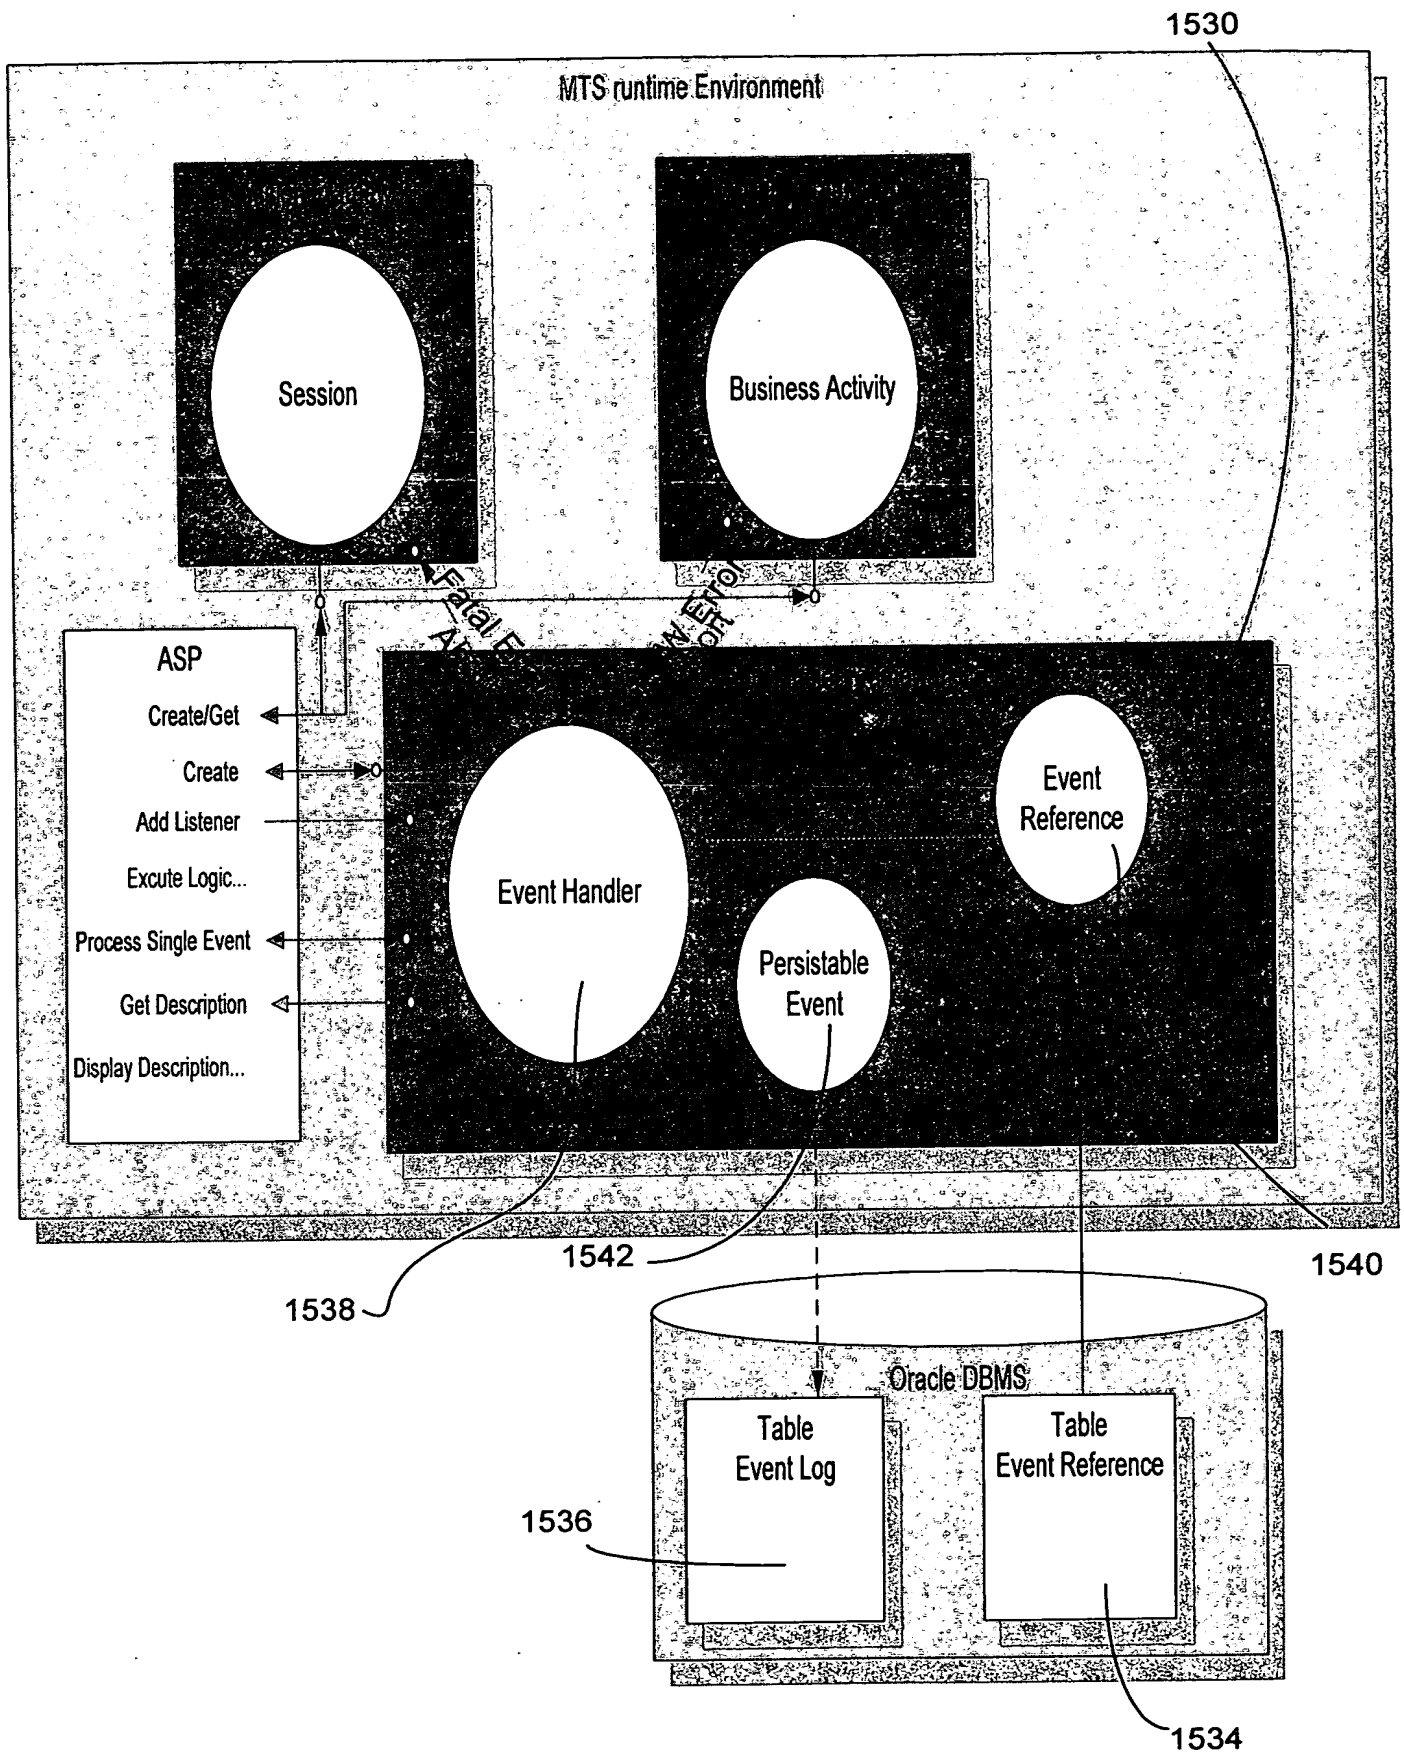 1530
MTS runtime Environment
Session
Business Activity
Fatal E
Error
ASP
Create/Get
Create
Add Listener
Excute Logic...
Process Single Event
Get Description
Display Description...
Event Handler
Persistable
Event
Event
Reference
1542
1540
1538
Oracle DBMS
Table
Event Log
Table
Event Reference
1536
1534